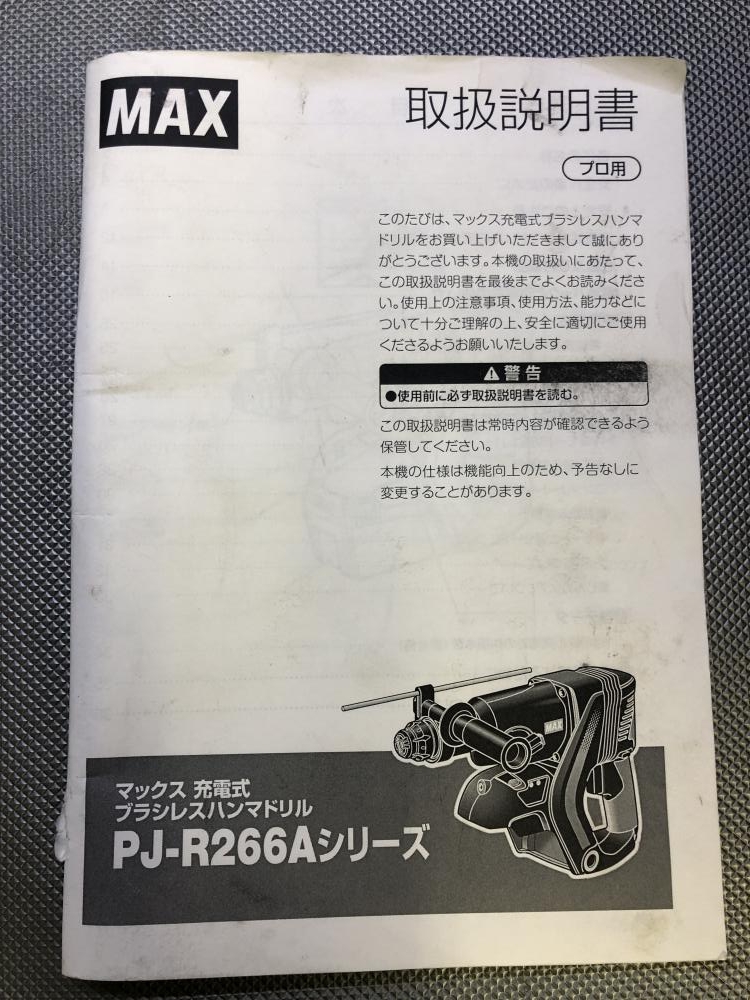 MAX
取扱説明書
プロ用
このたびは、マックス充電式ブラシレスハンマ
ドリルをお買い上げいただきまして誠にあり
がとうございます。本機の取扱いにあたって、
この取扱説明書を最後までよくお読みくださ
い。使用上の注意事項、使用方法、能力などに
ついて十分ご理解の上、安全に適切にご使用
くださるようお願いいたします。
⚠警告
●使用前に必ず取扱説明書を読む。
この取扱説明書は常時内容が確認できるよう
保管してください。
本機の仕様は機能向上のため、予告なしに
変更することがあります。
MAX
マックス 充電式
ブラシレスハンマドリル
PJ-R266Aシリーズ